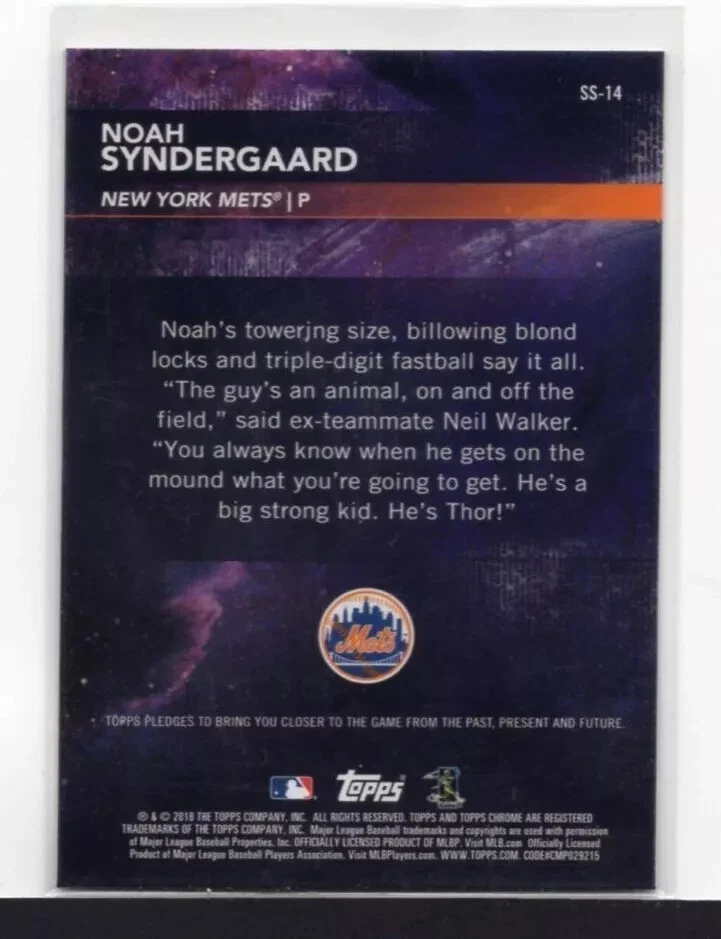 SS-14
NOAH
SYNDERGAARD
NEW YORK METS® | P
Noah's towerjng size, billowing blond
locks and triple-digit fastball say it all.
“The guy's an animal, on and off the
field,” said ex-teammate Neil Walker.
“You always know when he gets on the
mound what you're going to get. He's a
big strong kid. He's Thor!”
Mets
TOPPS PLEDGES TO BRING YOU CLOSER TO THE GAME FROM THE PAST, PRESENT AND FUTURE.
Topps®
® & © 2018 THE TOPPS COMPANY, INC. ALL RIGHTS RESERVED. TOPPS AND TOPPS CHROME ARE REGISTERED
TRADEMARKS OF THE TOPPS COMPANY, INC. Major League Baseball trademarks and copyrights are used with permission
of Major League Baseball Properties, Inc. OFFICIALLY LICENSED PRODUCT OF MLBP. Visit MLB.com Officially Licensed
Product of Major League Baseball Players Association. Visit MLBPlayers.com. WWW.TOPPS.COM. CODE#CMP029215